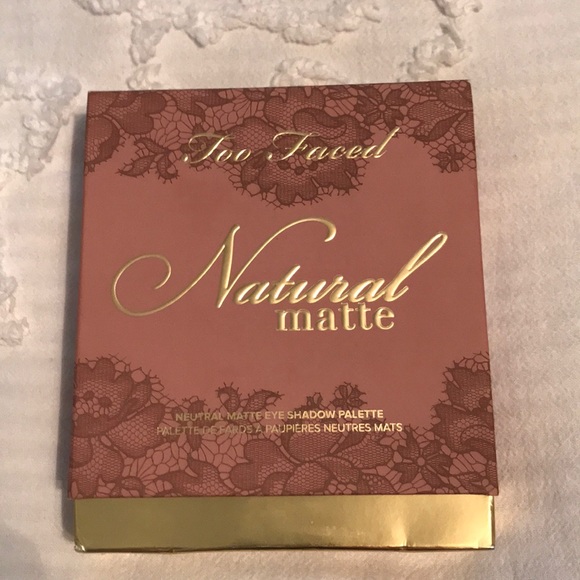 Too Faced
Natural
matte
NEUTRAL MATTE EYE SHADOW PALETTE
PALETTE DE FARDS À PAUPIÈRES NEUTRES MATS